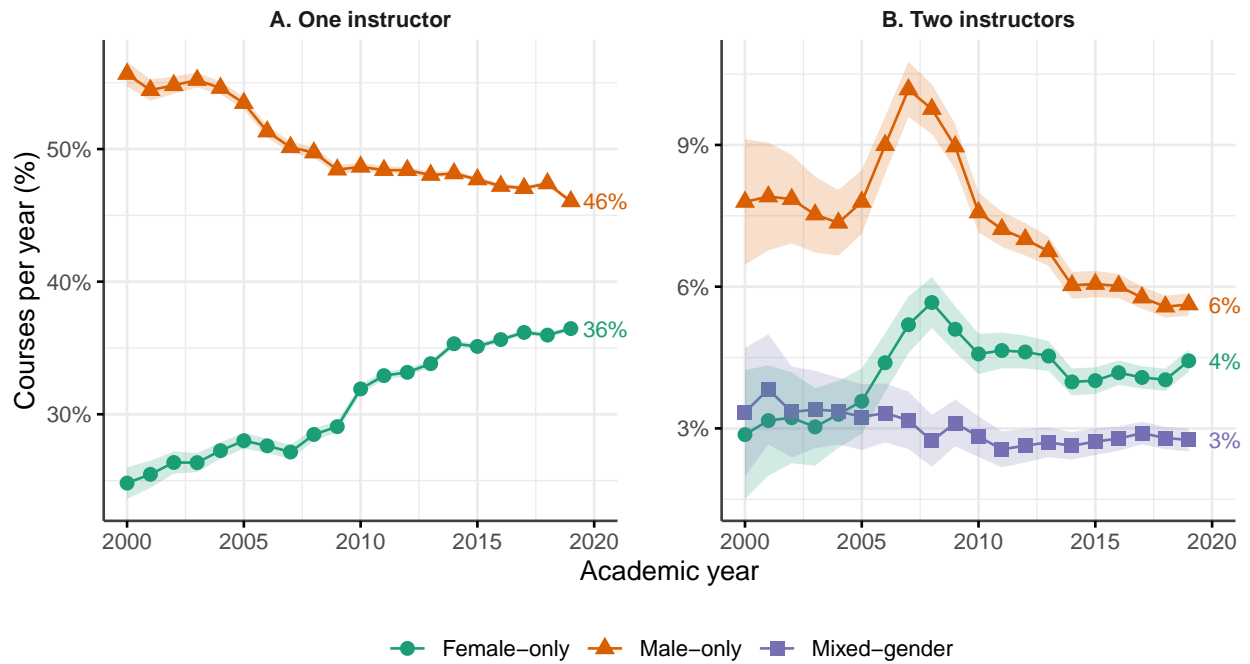 A. One instructor
B. Two instructors
Courses per year (%)
50%
40%
30%
46%
36%
2000 2005 2010 2015 2020
9%
6%
3%
6%
4%
3%
2000 2005 2010 2015 2020
Academic year
Female−only Male−only Mixed−gender